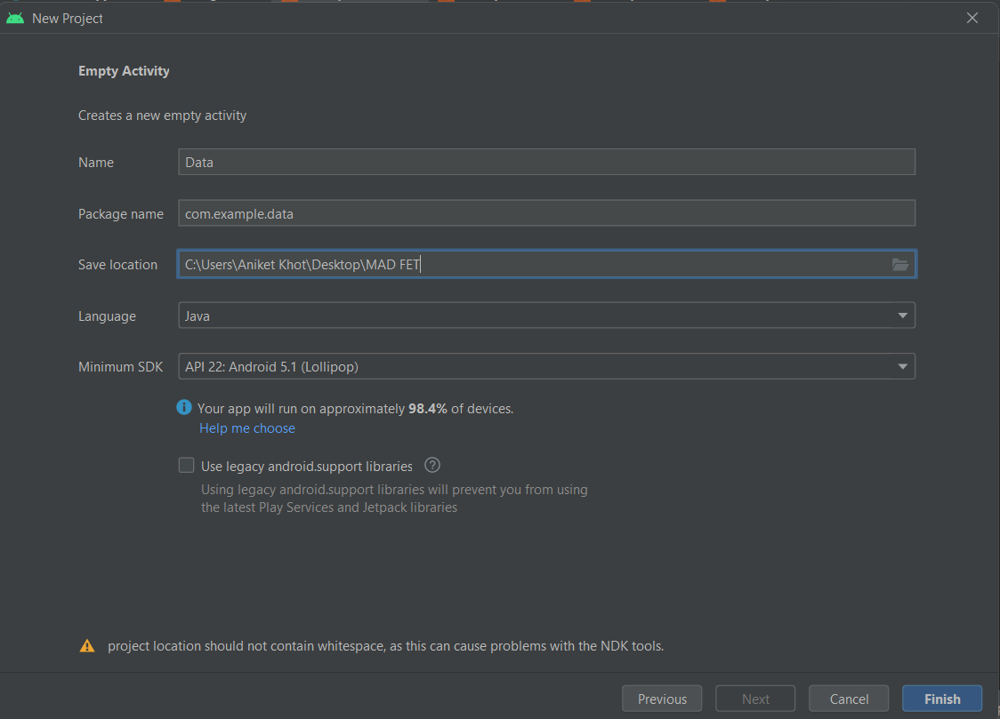 New Project
Empty Activity
Creates a new empty activity
Name Data
Package name com.example.data
Save location C:\Users\Aniket Khot\Desktop\MAD FET
Language Java
Minimum SDK API 22: Android 5.1 (Lollipop)
i Your app will run on approximately 98.4% of devices.
Help me choose
Use legacy android.support libraries ?
Using legacy android.support libraries will prevent you from using
the latest Play Services and Jetpack libraries
! project location should not contain whitespace, as this can cause problems with the NDK tools.
Previous Next Cancel Finish